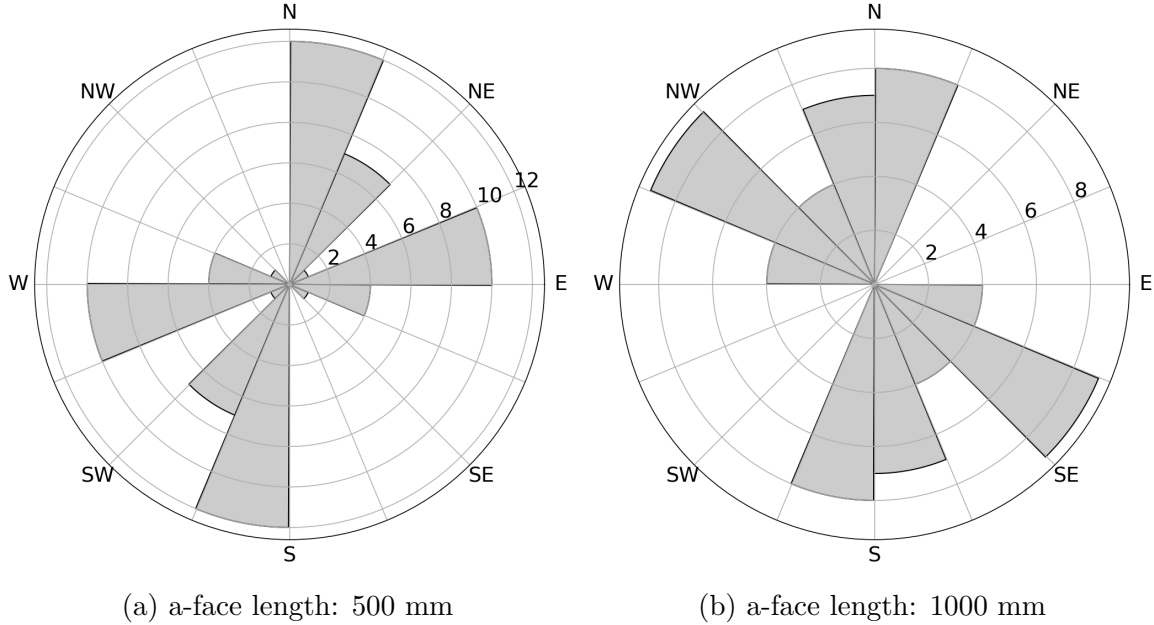 N
NE
E
SE
S
SW
W
NW
2
4
6
8
10
12
(a) a-face length: 500 mm
N
NE
E
SE
S
SW
W
NW
2
4
6
8
(b) a-face length: 1000 mm